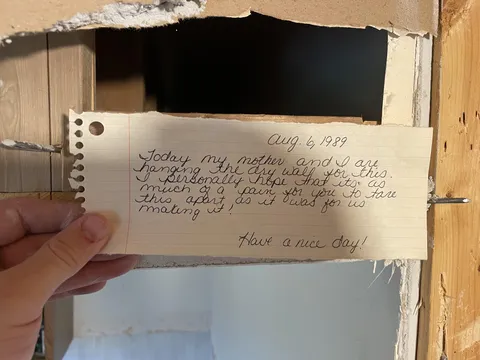 Aug. 6, 1989
Today my mother and I are
hanging the dry wall for this.
I personally hope that its as
much of a pain for you to tare
this apart as it was for us
making it!
Have a nice day!